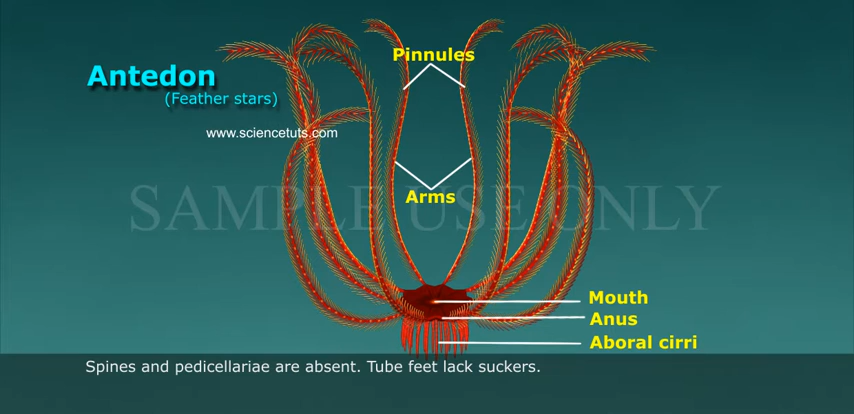 Pinnules
Antedon
(Feather stars)
www.sciencetuts.com
Arms
SAMPLE USE ONLY
Mouth
Anus
Aboral cirri
Spines and pedicellariae are absent. Tube feet lack suckers.